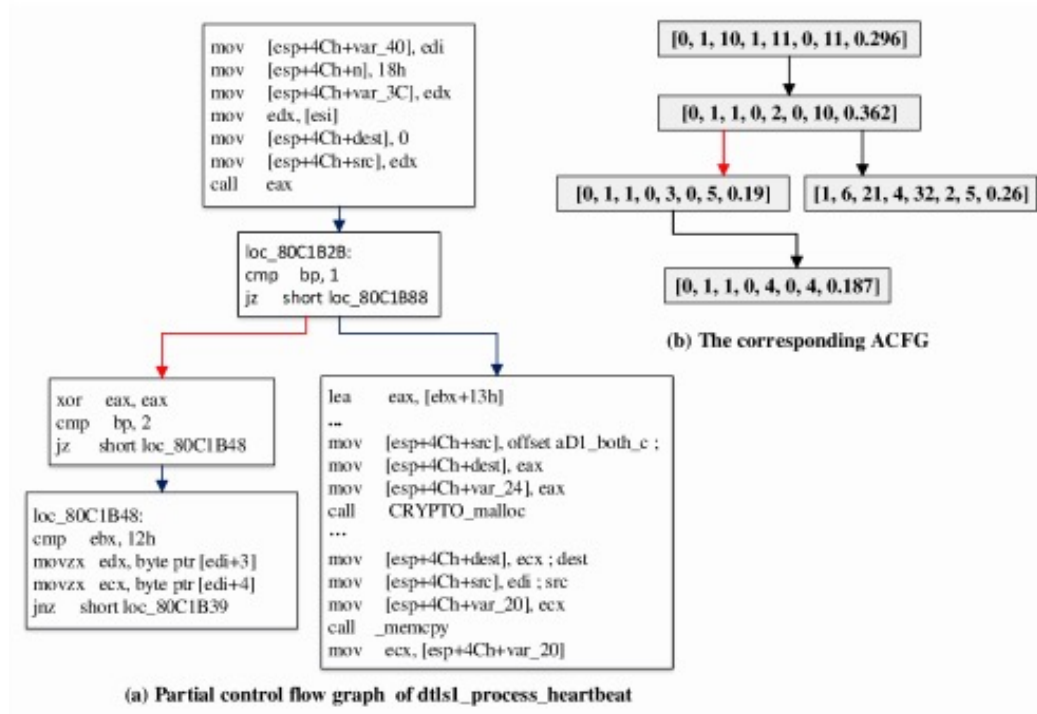 mov [esp+4Ch+var_40], edi
mov [esp+4Ch+n], 18h
mov [esp+4Ch+var_3C], edx
mov edx, [esi]
mov [esp+4Ch+dest], 0
mov [esp+4Ch+src], edx
call eax
loc_80C1B2B:
cmp bp, 1
jz short loc_80C1B88
xor eax, eax
cmp bp, 2
jz short loc_80C1B48
loc_80C1B48:
cmp ebx, 12h
movzx edx, byte ptr [edi+3]
movzx ecx, byte ptr [edi+4]
jnz short loc_80C1B39
lea eax, [ebx+13h]
...
mov [esp+4Ch+src], offset aD1_both_c ;
mov [esp+4Ch+dest], eax
mov [esp+4Ch+var_24], eax
call CRYPTO_malloc
...
mov [esp+4Ch+dest], ecx ; dest
mov [esp+4Ch+src], edi ; src
mov [esp+4Ch+var_20], ecx
call _memcpy
mov ecx, [esp+4Ch+var_20]
(a) Partial control flow graph of dtls1_process_heartbeat
[0, 1, 10, 1, 11, 0, 11, 0.296]
[0, 1, 1, 0, 2, 0, 10, 0.362]
[0, 1, 1, 0, 3, 0, 5, 0.19]
[1, 6, 21, 4, 32, 2, 5, 0.26]
[0, 1, 1, 0, 4, 0, 4, 0.187]
(b) The corresponding ACFG